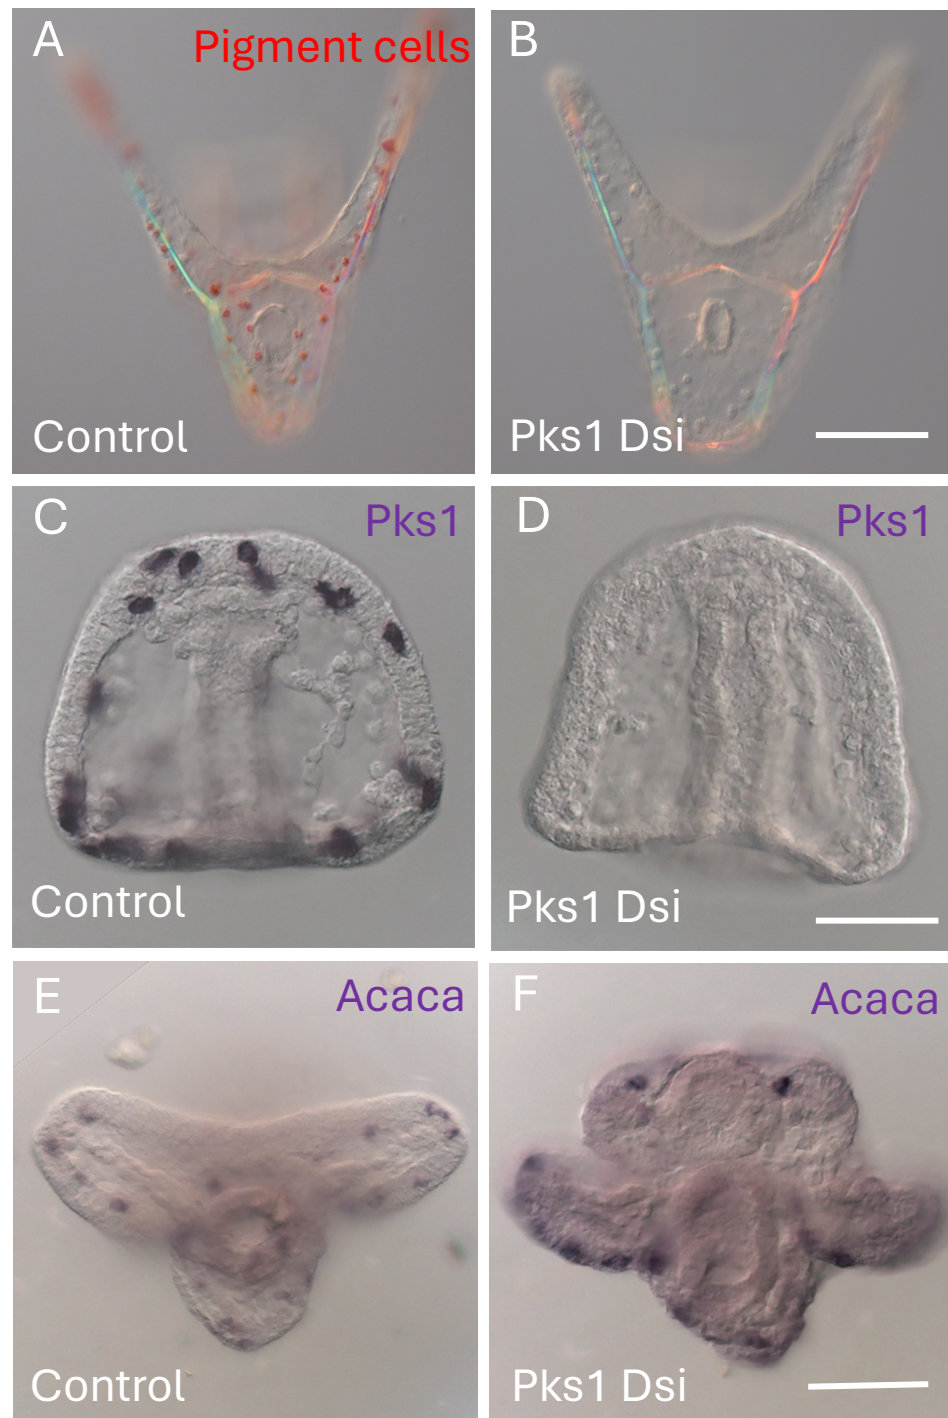 A
Pigment cells
Control
B
Pks1 Dsi
C
Pks1
Control
D
Pks1
Pks1 Dsi
E
Acaca
Control
F
Acaca
Pks1 Dsi